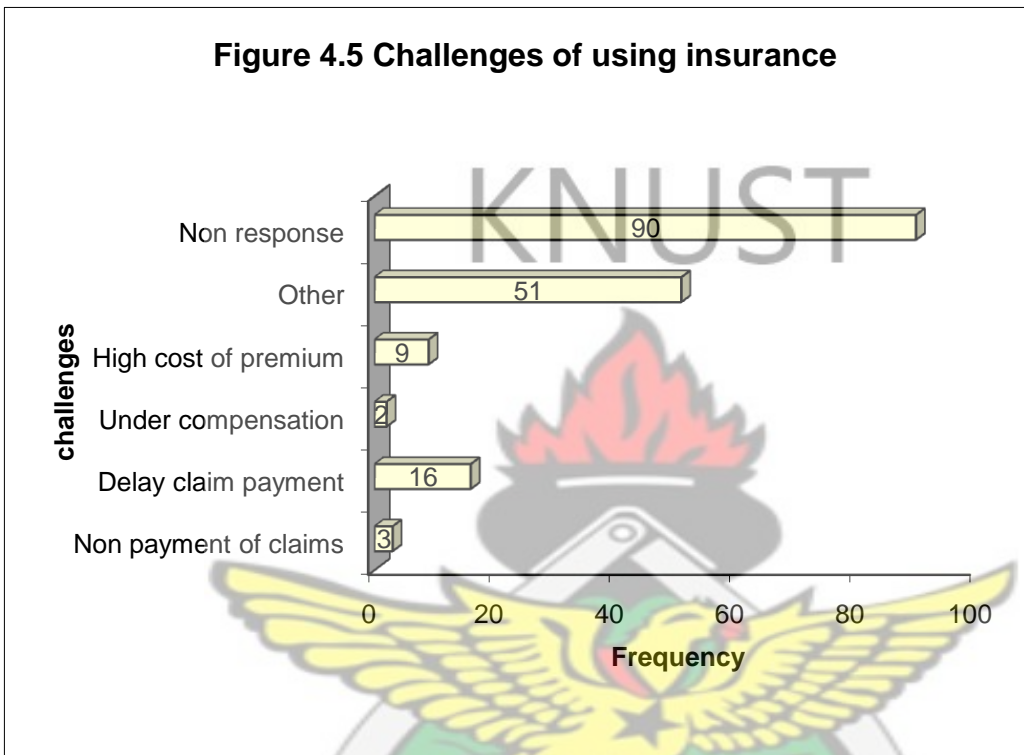 Figure 4.5 Challenges of using insurance
KNUST
Non response
90
Other
51
High cost of premium
9
Under compensation
2
Delay claim payment
16
Non payment of claims
3
challenges
0 20 40 60 80 100
Frequency